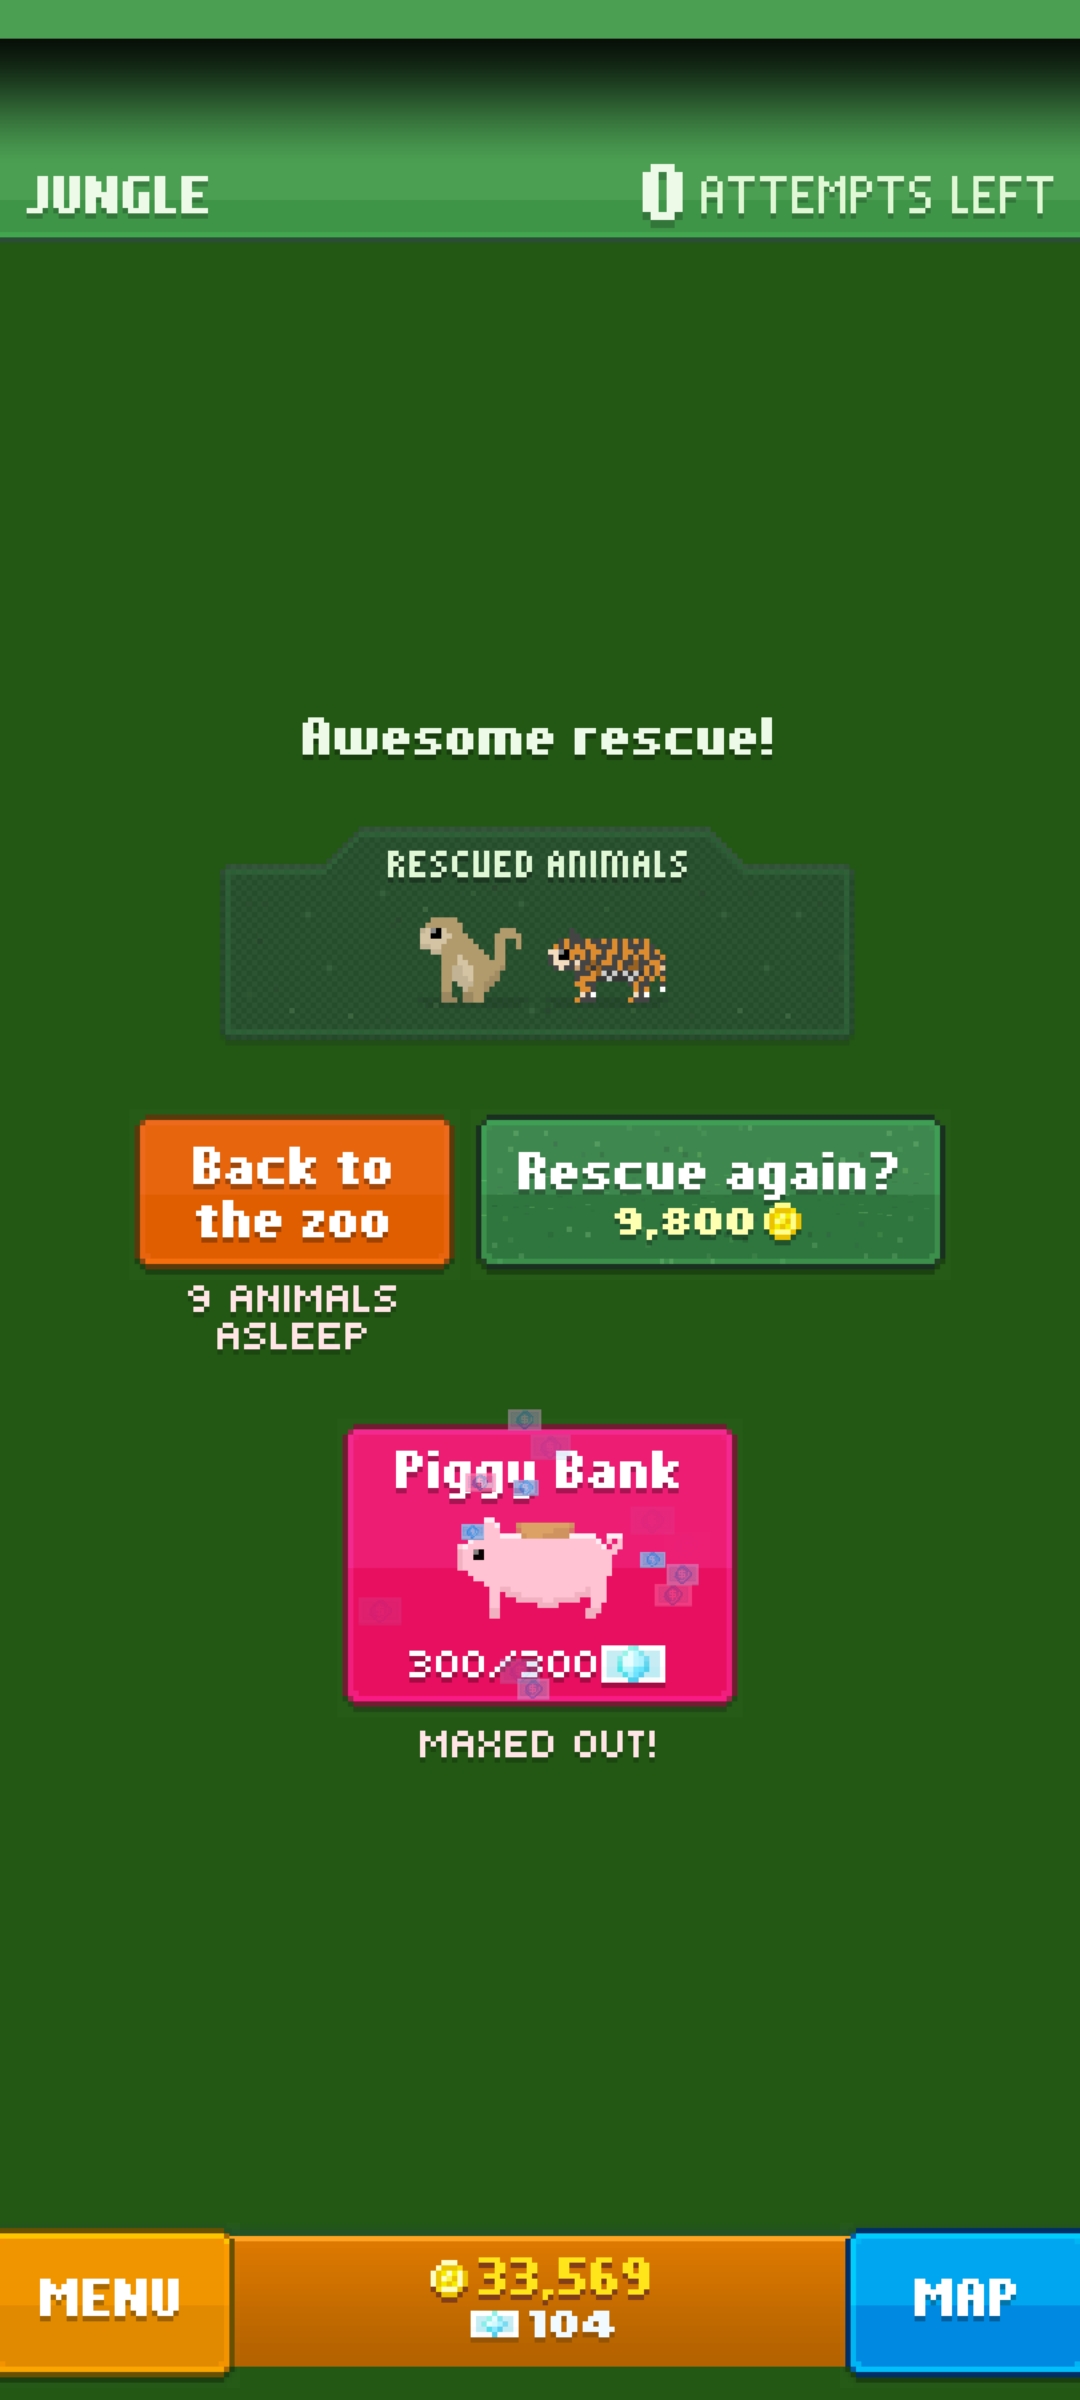 JUNGLE
0 ATTEMPTS LEFT
Awesome rescue!
RESCUED ANIMALS
Back to
the zoo
Rescue again?
9,800
9 ANIMALS
ASLEEP
Piggy Bank
300/300
MAXED OUT!
MENU
33,569
104
MAP